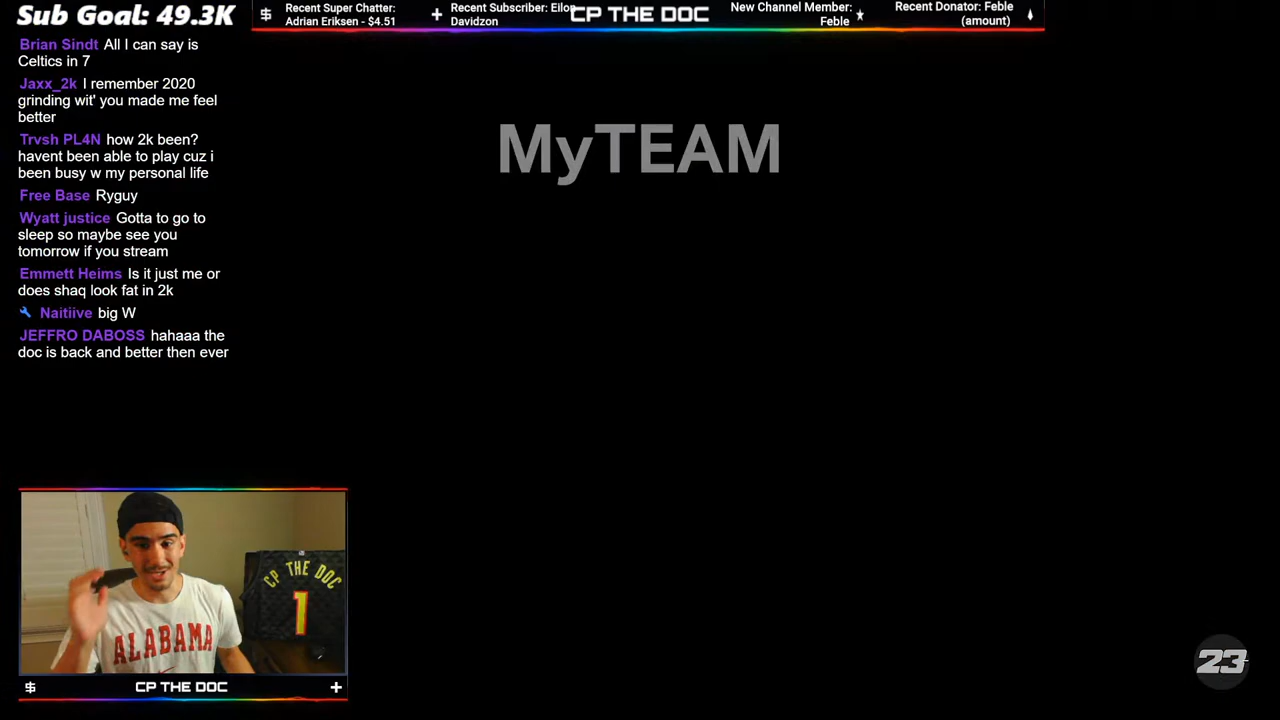 Sub Goal: 49.3K
Recent Super Chatter:
Adrian Eriksen - $4.51
Recent Subscriber: Eilon
Davidzon
CP THE DOC
New Channel Member:
Feble
Recent Donator: Feble
(amount)
Brian Sindt All I can say is
Celtics in 7
Jaxx_2k I remember 2020
grinding wit' you made me feel
better
Trvsh PL4N how 2k been?
havent been able to play cuz i
been busy w my personal life
Free Base Ryguy
Wyatt justice Gotta to go to
sleep so maybe see you
tomorrow if you stream
Emmett Heims Is it just me or
does shaq look fat in 2k
Naitiive big W
JEFFRO DABOSS hahaaa the
doc is back and better then ever
MyTEAM
CP THE DOC
1
ALABAMA
CP THE DOC
23